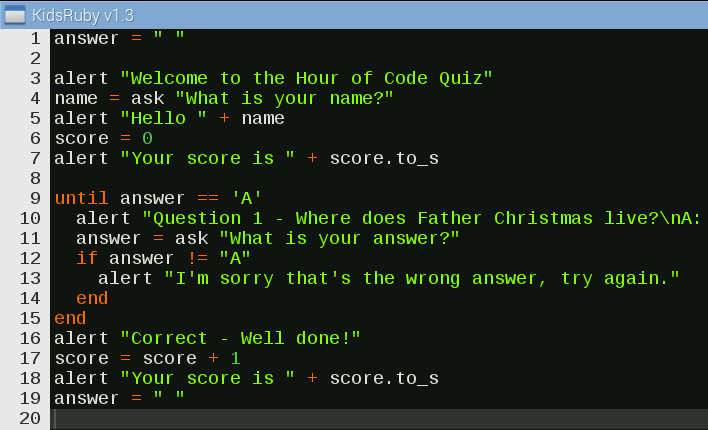 KidsRuby v1.3
1 answer = " "
2
3 alert "Welcome to the Hour of Code Quiz"
4 name = ask "What is your name?"
5 alert "Hello " + name
6 score = 0
7 alert "Your score is " + score.to_s
8
9 until answer == 'A'
10   alert "Question 1 - Where does Father Christmas live?\nA:
11   answer = ask "What is your answer?"
12   if answer != "A"
13     alert "I'm sorry that's the wrong answer, try again."
14   end
15 end
16 alert "Correct - Well done!"
17 score = score + 1
18 alert "Your score is " + score.to_s
19 answer = " "
20